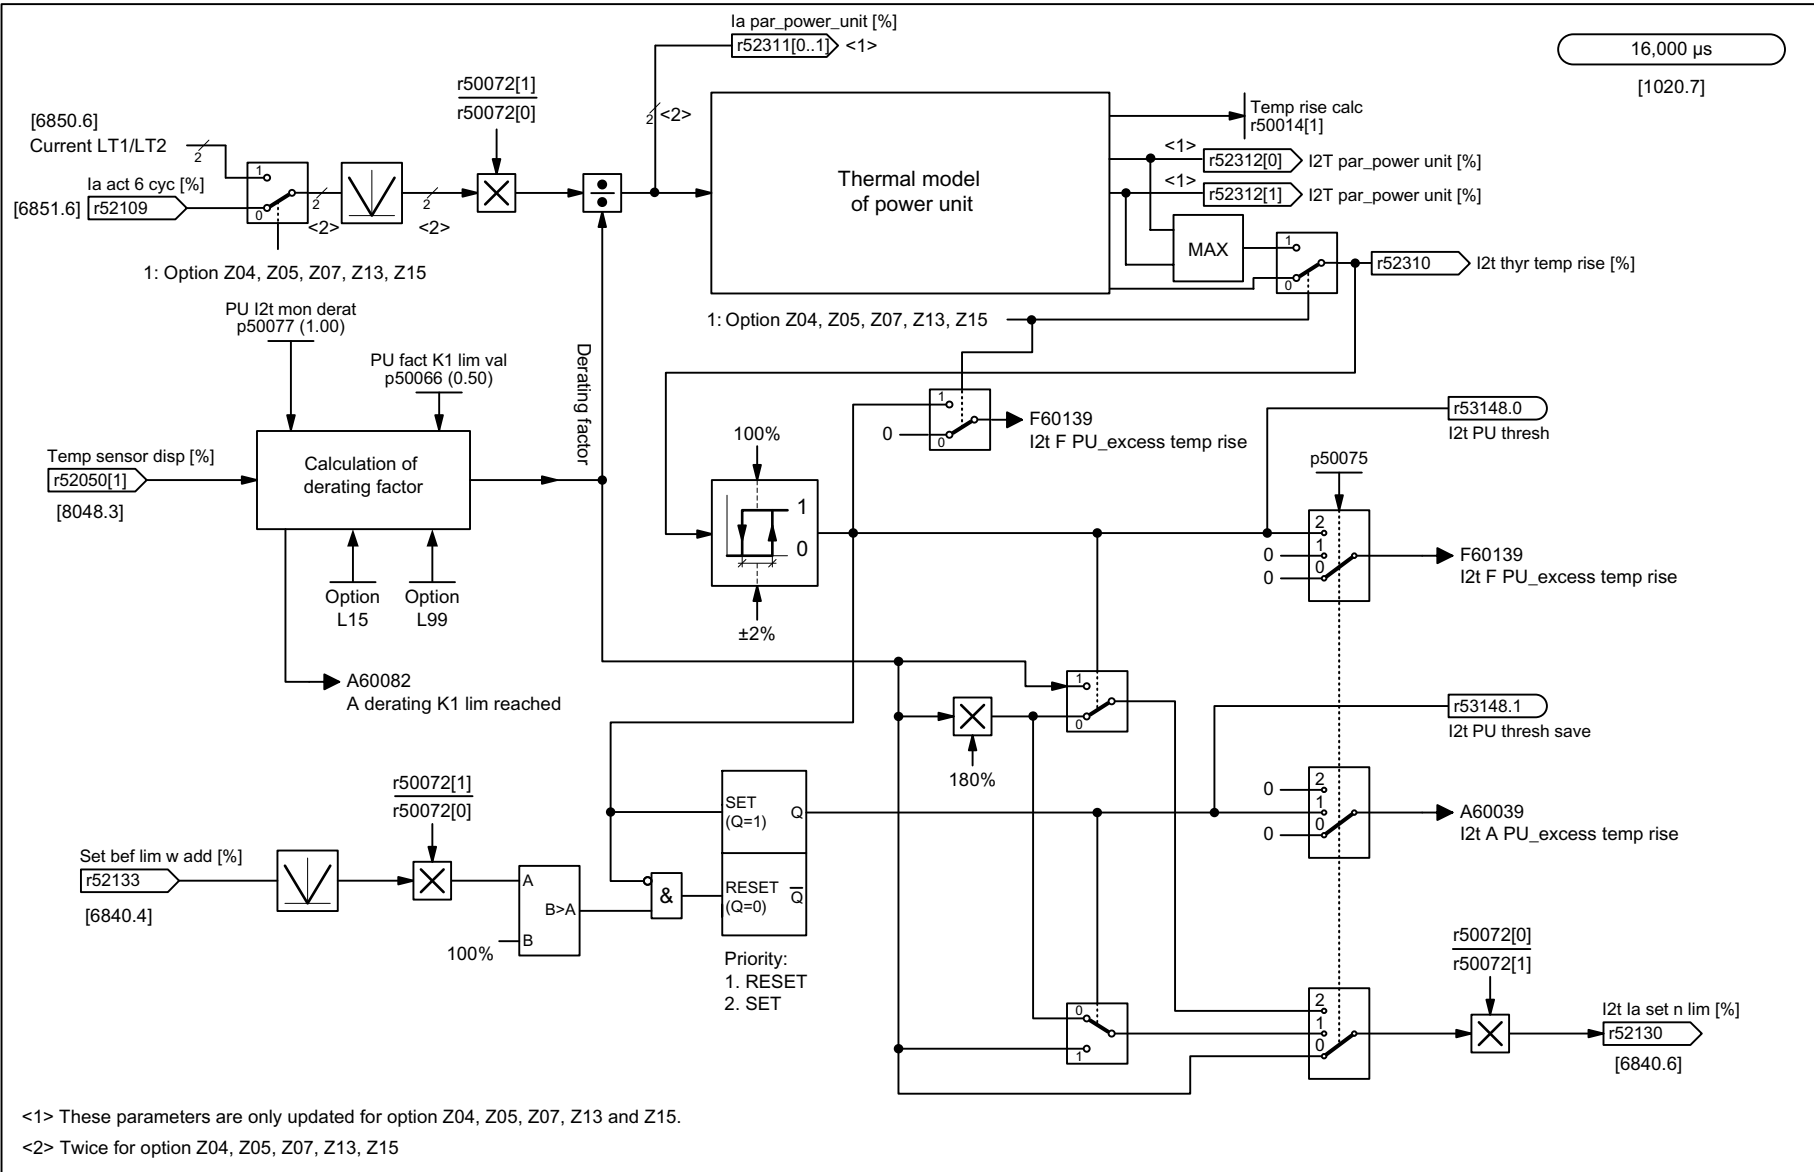 Ia par_power_unit [%]
r52311[0..1] <1>
16,000 µs
[1020.7]
r50072[1]
r50072[0]
2 <2>
[6850.6]
Current LT1/LT2
2
Ia act 6 cyc [%]
[6851.6] r52109
1
0
2
<2>
2
<2>
1: Option Z04, Z05, Z07, Z13, Z15
Thermal model
of power unit
Temp rise calc
r50014[1]
<1>
r52312[0] I2T par_power unit [%]
<1>
r52312[1] I2T par_power unit [%]
MAX
1
0
r52310 I2t thyr temp rise [%]
1: Option Z04, Z05, Z07, Z13, Z15
PU I2t mon derat
p50077 (1.00)
PU fact K1 lim val
p50066 (0.50)
Derating factor
Temp sensor disp [%]
r52050[1]
[8048.3]
Calculation of
derating factor
Option
L15
Option
L99
A60082
A derating K1 lim reached
1
0
0
F60139
I2t F PU_excess temp rise
100%
1
0
±2%
r53148.0
I2t PU thresh
p50075
2
1
0
0
0
F60139
I2t F PU_excess temp rise
1
0
180%
r53148.1
I2t PU thresh save
2
1
0
0
0
A60039
I2t A PU_excess temp rise
r50072[1]
r50072[0]
Set bef lim w add [%]
r52133
[6840.4]
A
B>A
B
100%
&
SET
(Q=1)
Q
RESET
(Q=0)
Q̅
Priority:
1. RESET
2. SET
0
1
2
1
0
r50072[0]
r50072[1]
I2t Ia set n lim [%]
r52130
[6840.6]
<1> These parameters are only updated for option Z04, Z05, Z07, Z13 and Z15.
<2> Twice for option Z04, Z05, Z07, Z13, Z15